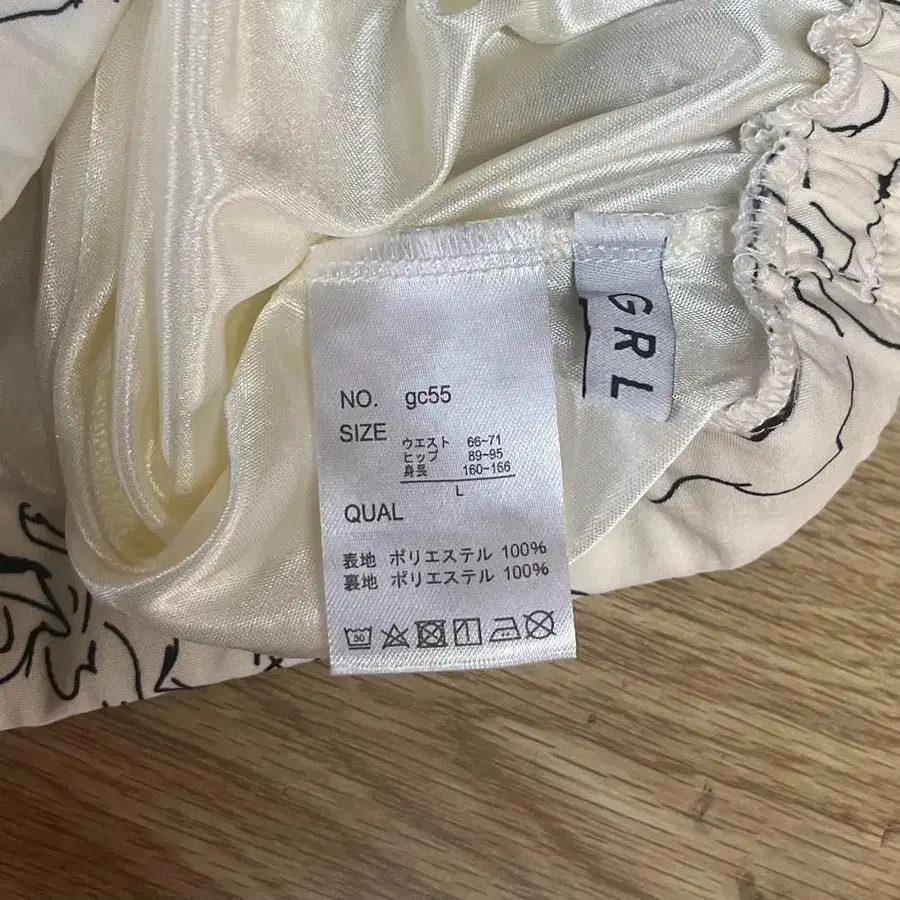 NO. gc55
SIZE
ウエスト 66~71
ヒップ 89~95
身長 160~166
L
QUAL
表地 ポリエステル 100%
裏地 ポリエステル 100%
30
GRL